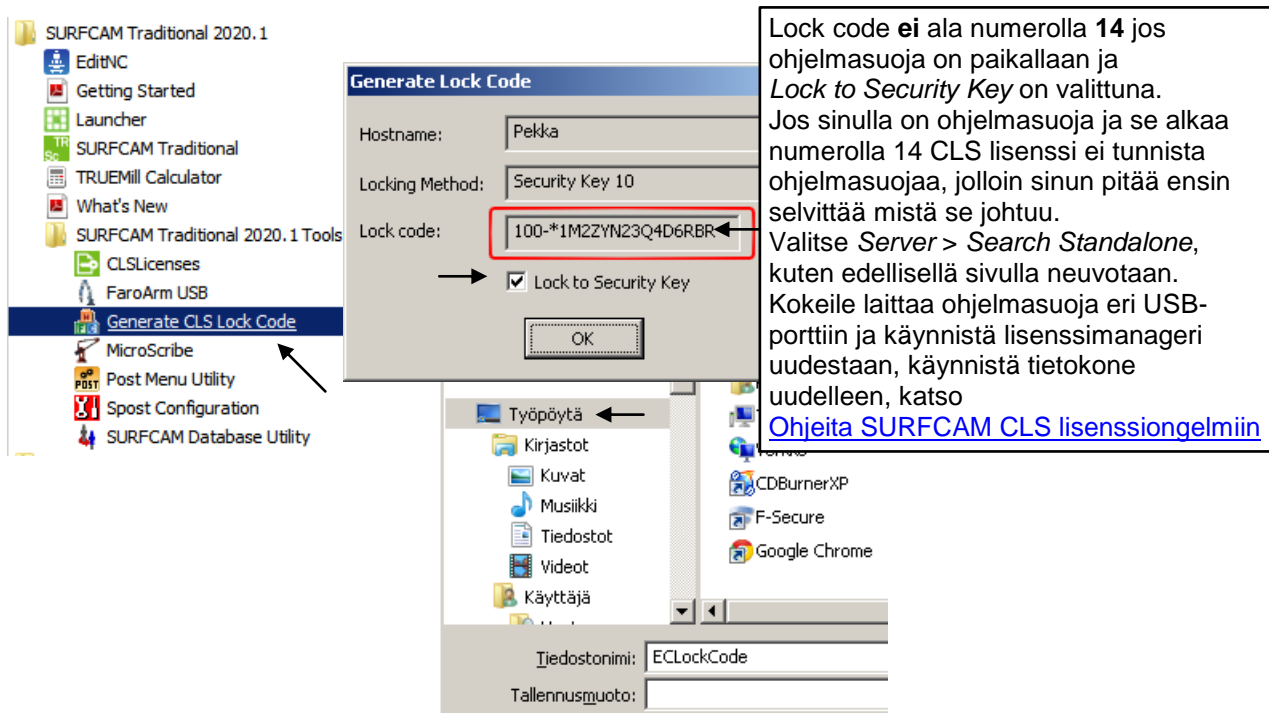 SURFCAM Traditional 2020.1
EditNC
Getting Started
Launcher
SURFCAM Traditional
TRUEMill Calculator
What's New
SURFCAM Traditional 2020.1 Tools
CLSLicenses
FaroArm USB
Generate CLS Lock Code
MicroScribe
Post Menu Utility
Spost Configuration
SURFCAM Database Utility
Generate Lock Code
Hostname: Pekka
Locking Method: Security Key 10
Lock code: 100-*1M2ZYN23Q4D6RBR
Lock to Security Key
OK
Lock code ei ala numerolla 14 jos
ohjelmasuoja on paikallaan ja
Lock to Security Key on valittuna.
Jos sinulla on ohjelmasuoja ja se alkaa
numerolla 14 CLS lisenssi ei tunnista
ohjelmasuojaa, jolloin sinun pitää ensin
selvittää mistä se johtuu.
Valitse Server > Search Standalone,
kuten edellisellä sivulla neuvotaan.
Kokeile laittaa ohjelmasuoja eri USB-
porttiin ja käynnistä lisenssimanageri
uudestaan, käynnistä tietokone
uudelleen, katso
Ohjeita SURFCAM CLS lisenssiongelmiin
Työpöytä
Kirjastot
Kuvat
Musiikki
Tiedostot
Videot
Käyttäjä
CDBurnerXP
F-Secure
Google Chrome
Tiedostonimi: ECLockCode
Tallennusmuoto: